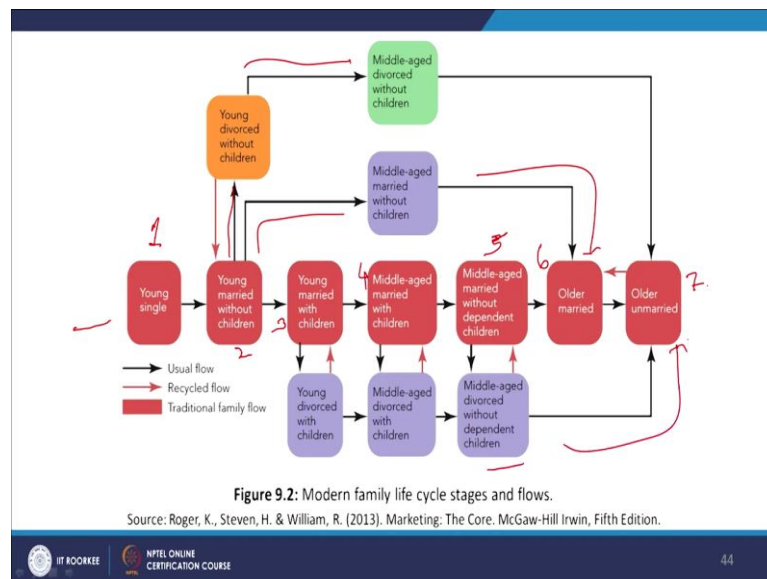 Middle-aged
divorced
without
children
Young
divorced
without
children
Middle-aged
married
without
children
1
5
6
4
7.
3
2
Young
single
Young
married
without
children
Young
married
with
children
Middle-aged
married
with
children
Middle-aged
married
without
dependent
children
Older
married
Older
unmarried
Usual flow
Recycled flow
Traditional family flow
Young
divorced
with
children
Middle-aged
divorced
with
children
Middle-aged
divorced
without
dependent
children
Figure 9.2: Modern family life cycle stages and flows.
Source: Roger, K., Steven, H. & William, R. (2013). Marketing: The Core. McGaw-Hill Irwin, Fifth Edition.
IIT ROORKEE
NPTEL ONLINE
CERTIFICATION COURSE
44